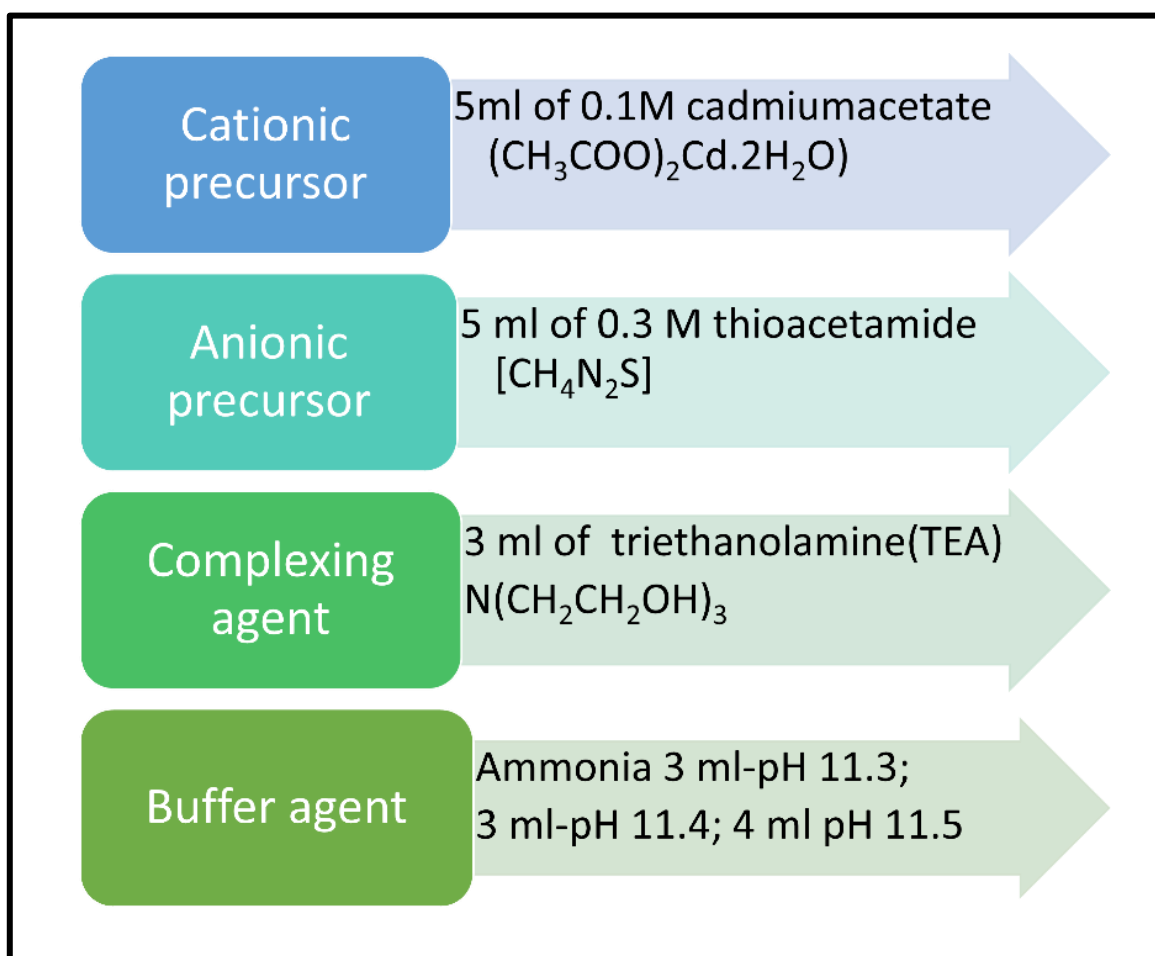 Cationic
precursor
5ml of 0.1M cadmiumacetate
(CH₃COO)₂Cd.2H₂O)
Anionic
precursor
5 ml of 0.3 M thioacetamide
[CH₄N₂S]
Complexing
agent
3 ml of triethanolamine(TEA)
N(CH₂CH₂OH)₃
Buffer agent
Ammonia 3 ml-pH 11.3;
3 ml-pH 11.4; 4 ml pH 11.5